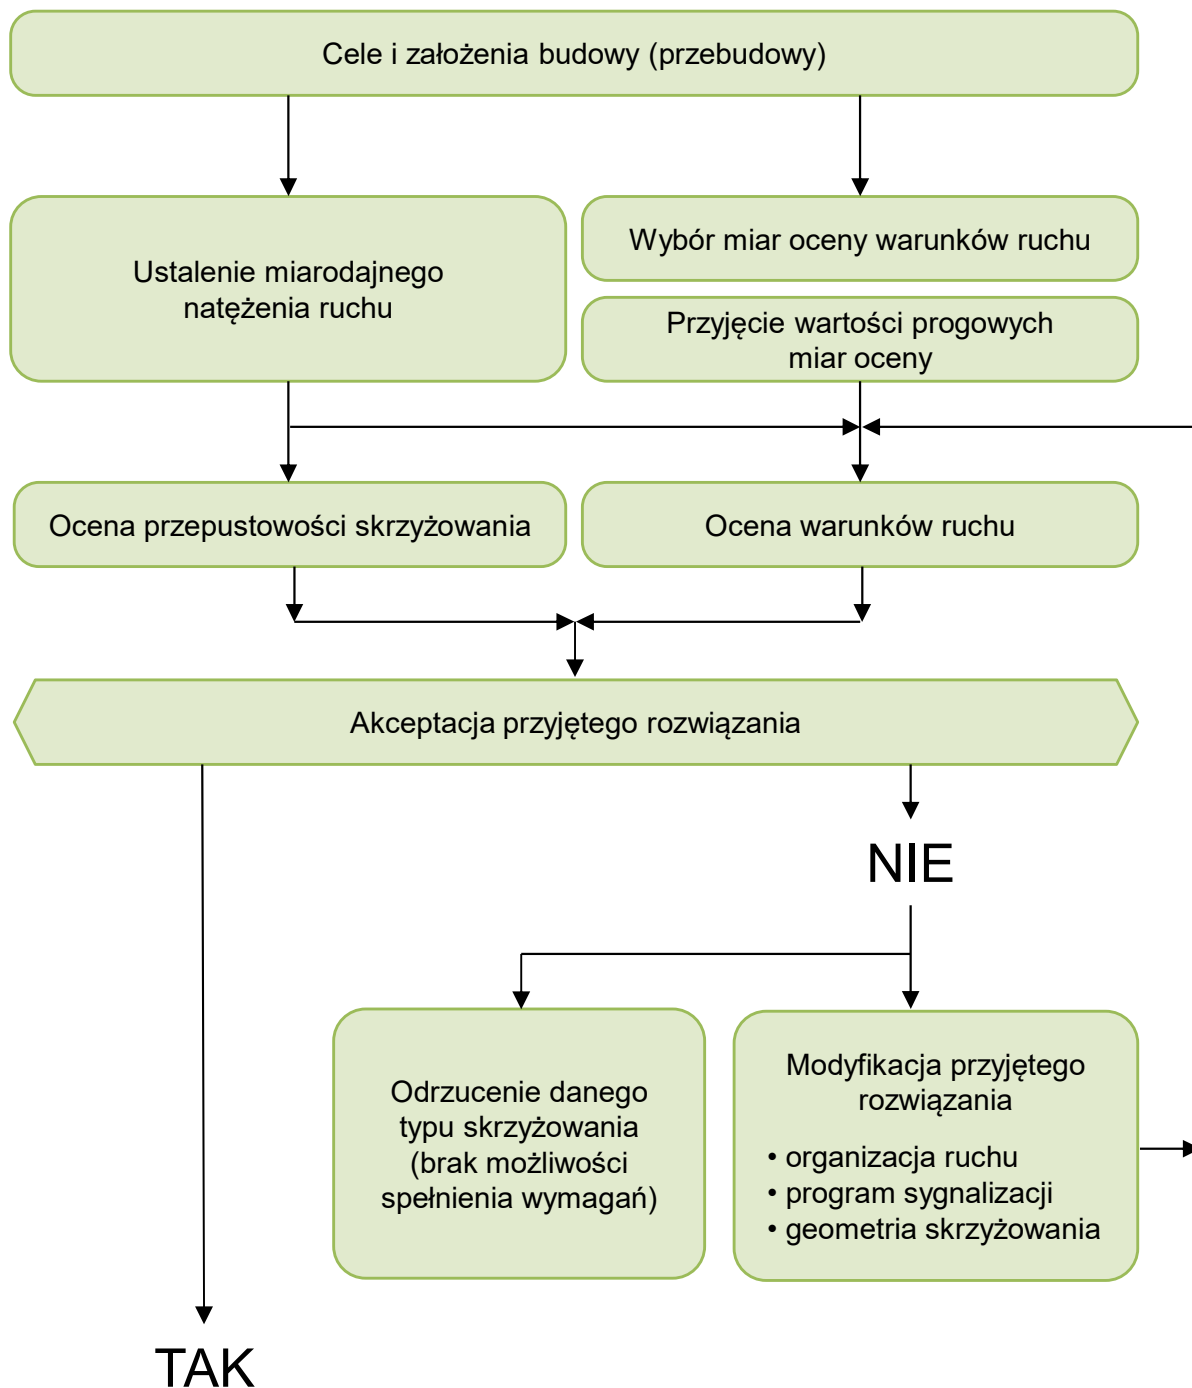 Cele i założenia budowy (przebudowy)
Ustalenie miarodajnego
natężenia ruchu
Wybór miar oceny warunków ruchu
Przyjęcie wartości progowych
miar oceny
Ocena przepustowości skrzyżowania
Ocena warunków ruchu
Akceptacja przyjętego rozwiązania
NIE
Odrzucenie danego
typu skrzyżowania
(brak możliwości
spełnienia wymagań)
Modyfikacja przyjętego
rozwiązania
• organizacja ruchu
• program sygnalizacji
• geometria skrzyżowania
TAK